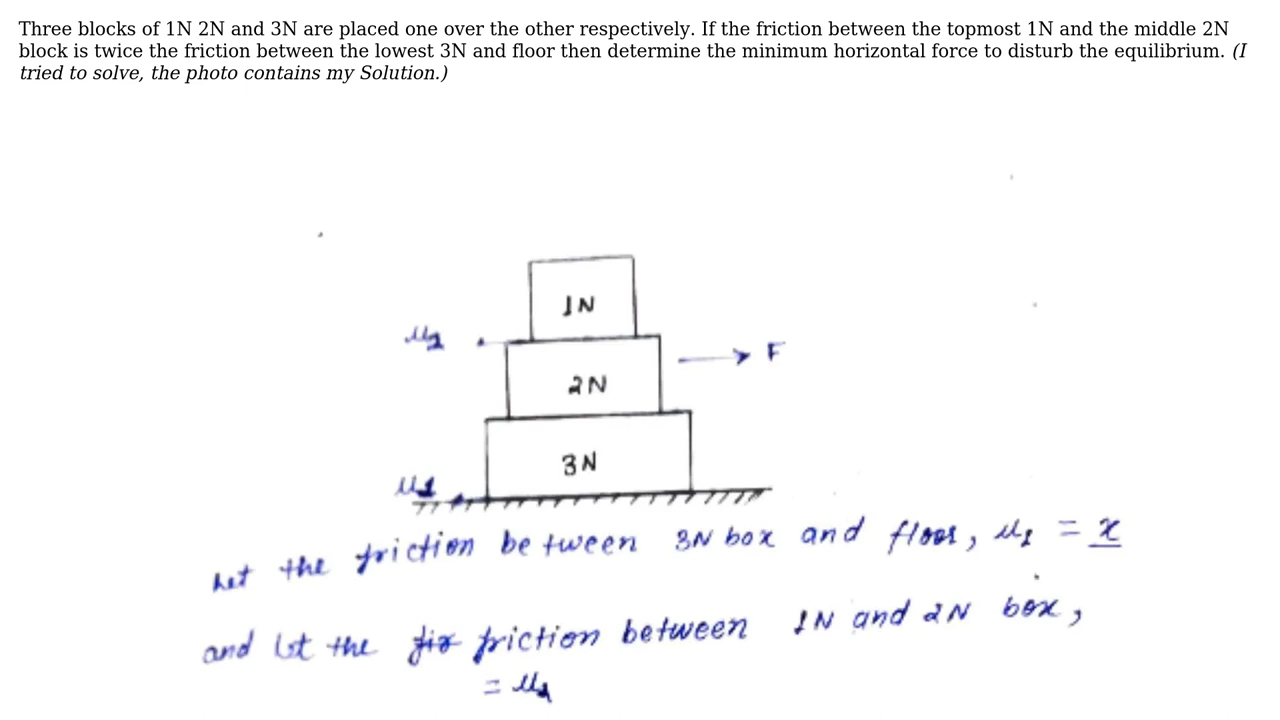 Three blocks of 1N 2N and 3N are placed one over the other respectively. If the friction between the topmost 1N and the middle 2N
block is twice the friction between the lowest 3N and floor then determine the minimum horizontal force to disturb the equilibrium. (I
tried to solve, the photo contains my Solution.)
1N
μ2
F
2N
3N
μ1
Let the friction between 3N box and floor, μ1 = x
and let the friction between 1N and 2N box,
= μ2